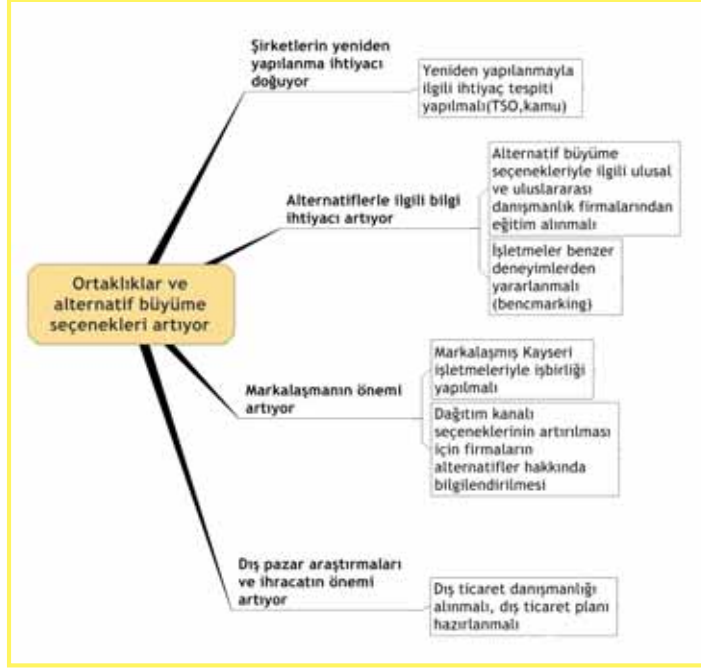 Şirketlerin yeniden
yapılanma ihtiyacı
doğuyor
Yeniden yapılanmayla
ilgili ihtiyaç tespiti
yapılmalı(TSO,kamu)
Alternatiflerle ilgili bilgi
ihtiyacı artıyor
Alternatif büyüme
seçenekleriyle ilgili ulusal
ve uluslararası
danışmanlık firmalarından
eğitim alınmalı
İşletmeler benzer
deneyimlerden
yararlanmalı
(bencmarking)
Ortaklıklar ve
alternatif büyüme
seçenekleri artıyor
Markalaşmanın önemi
artıyor
Markalaşmış Kayseri
işletmeleriyle işbirliği
yapılmalı
Dağıtım kanalı
seçeneklerinin artırılması
için firmaların
alternatifler hakkında
bilgilendirilmesi
Dış pazar araştırmaları
ve ihracatın önemi
artıyor
Dış ticaret danışmanlığı
alınmalı, dış ticaret planı
hazırlanmalı